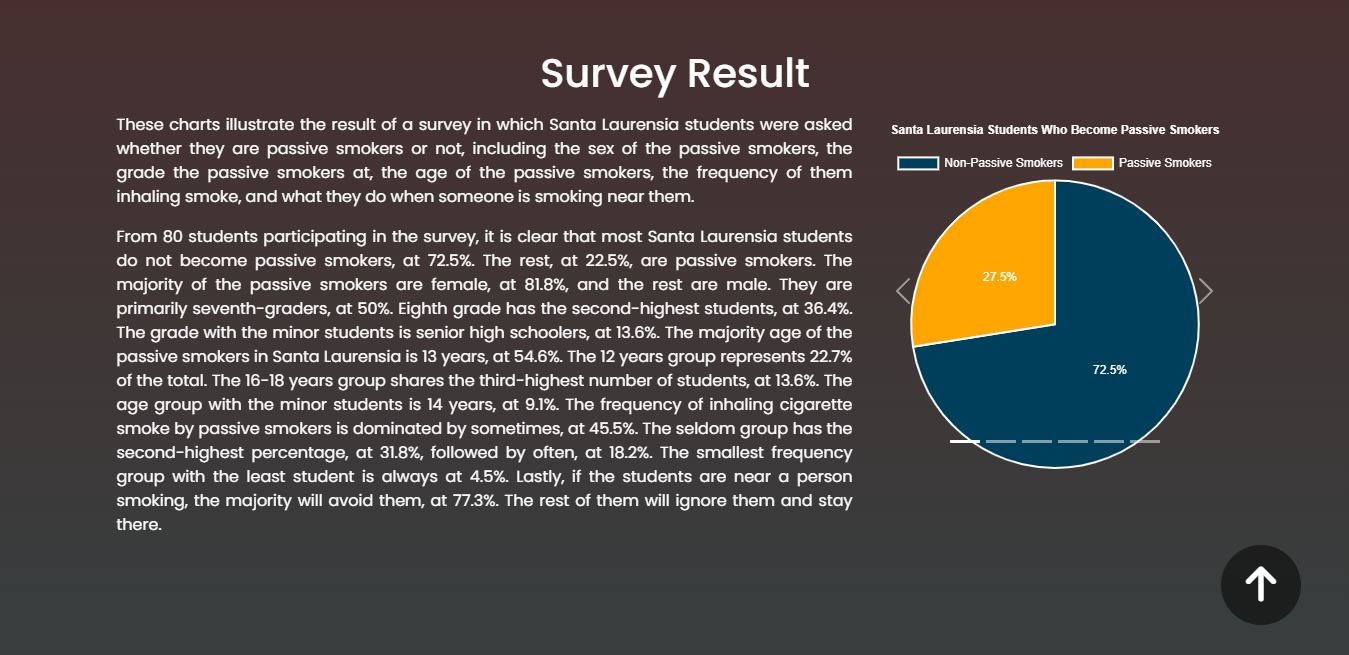 Survey Result
These charts illustrate the result of a survey in which Santa Laurensia students were asked
whether they are passive smokers or not, including the sex of the passive smokers, the
grade the passive smokers at, the age of the passive smokers, the frequency of them
inhaling smoke, and what they do when someone is smoking near them.
From 80 students participating in the survey, it is clear that most Santa Laurensia students
do not become passive smokers, at 72.5%. The rest, at 22.5%, are passive smokers. The
majority of the passive smokers are female, at 81.8%, and the rest are male. They are
primarily seventh-graders, at 50%. Eighth grade has the second-highest students, at 36.4%.
The grade with the minor students is senior high schoolers, at 13.6%. The majority age of the
passive smokers in Santa Laurensia is 13 years, at 54.6%. The 12 years group represents 22.7%
of the total. The 16-18 years group shares the third-highest number of students, at 13.6%. The
age group with the minor students is 14 years, at 9.1%. The frequency of inhaling cigarette
smoke by passive smokers is dominated by sometimes, at 45.5%. The seldom group has the
second-highest percentage, at 31.8%, followed by often, at 18.2%. The smallest frequency
group with the least student is always at 4.5%. Lastly, if the students are near a person
smoking, the majority will avoid them, at 77.3%. The rest of them will ignore them and stay
there.
Santa Laurensia Students Who Become Passive Smokers
Non-Passive Smokers Passive Smokers
27.5%
72.5%